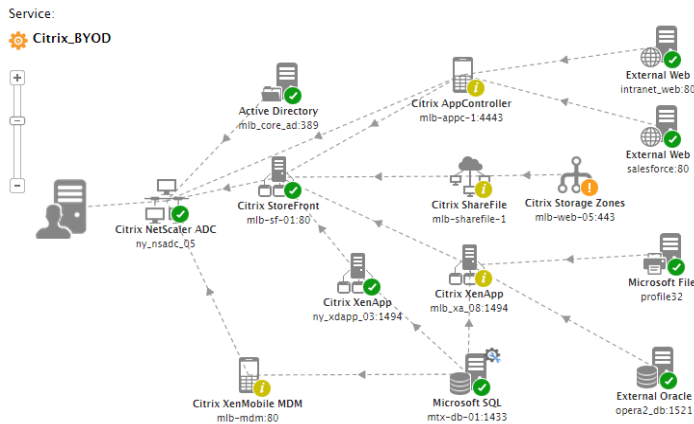 Service:
Citrix_BYOD
External Web
intranet_web:80
Active Directory
mlb_core_ad:389
Citrix AppController
mlb-appc-1:4443
External Web
salesforce:80
Citrix NetScaler ADC
ny_nsadc_05
Citrix StoreFront
mlb-sf-01:80
Citrix ShareFile
mlb-sharefile-1
Citrix Storage Zones
mlb-web-05:443
Citrix XenApp
ny_xdapp_03:1494
Citrix XenApp
mlb_xa_08:1494
Microsoft File
profile32
Citrix XenMobile MDM
mlb-mdm:80
Microsoft SQL
mtx-db-01:1433
External Oracle
opera2_db:1521